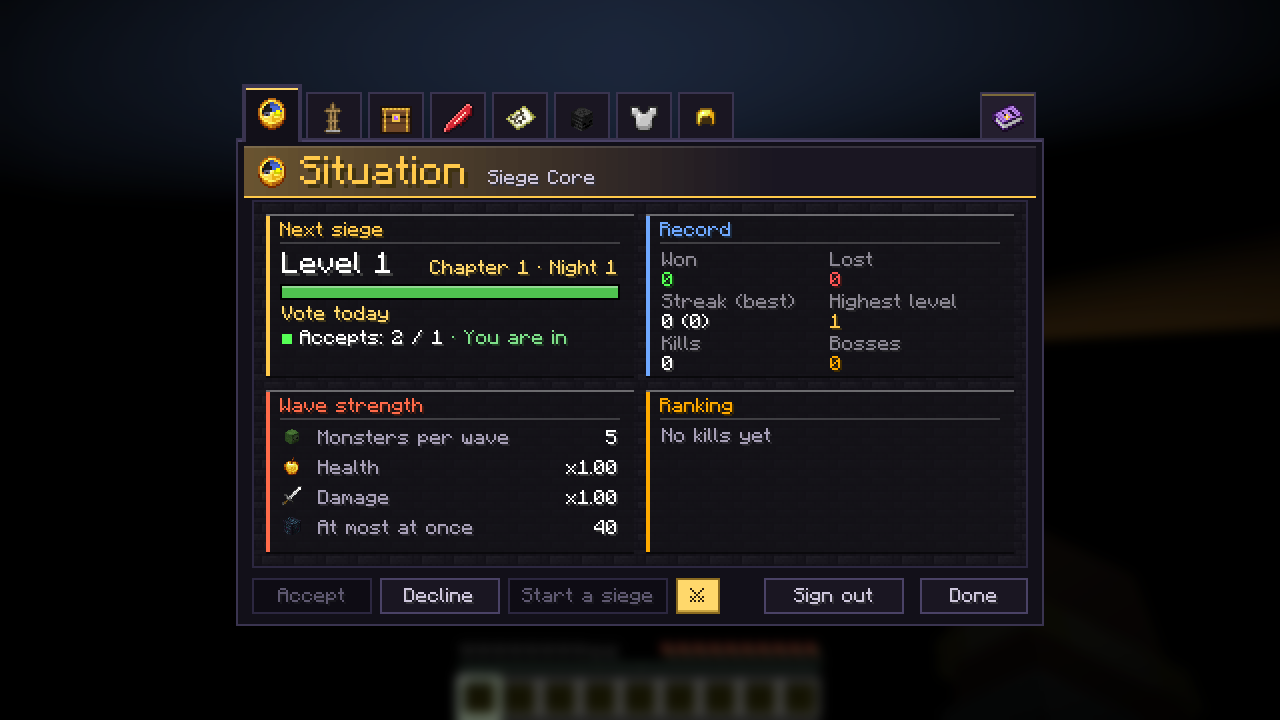 Situation Siege Core
Next siege
Level 1 Chapter 1 · Night 1
Vote today
Accepts: 2 / 1 · You are in
Record
Won Lost
0 0
Streak (best) Highest level
0 (0) 1
Kills Bosses
0 0
Wave strength
Monsters per wave 5
Health x1.00
Damage x1.00
At most at once 40
Ranking
No kills yet
Accept Decline Start a siege Sign out Done